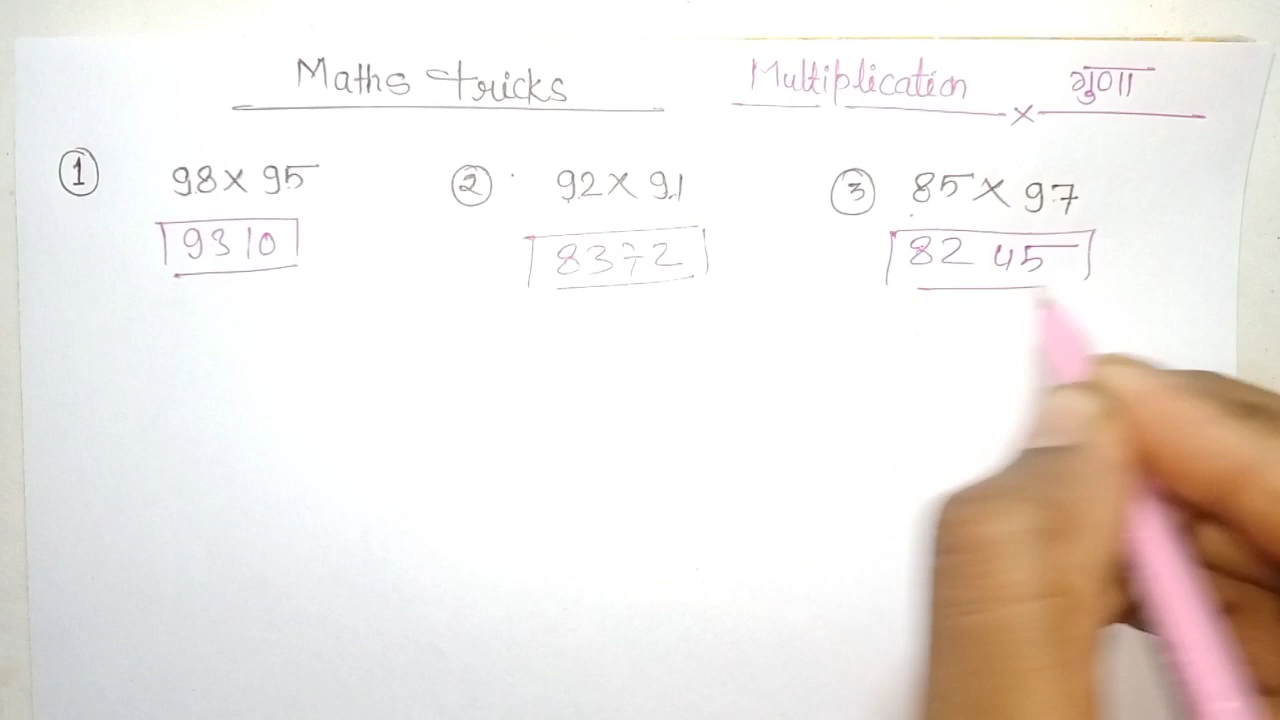 Maths tricks Multiplication × गुणा
① 98 × 95 ② 92 × 91 ③ 85 × 97
9310 8372 8245